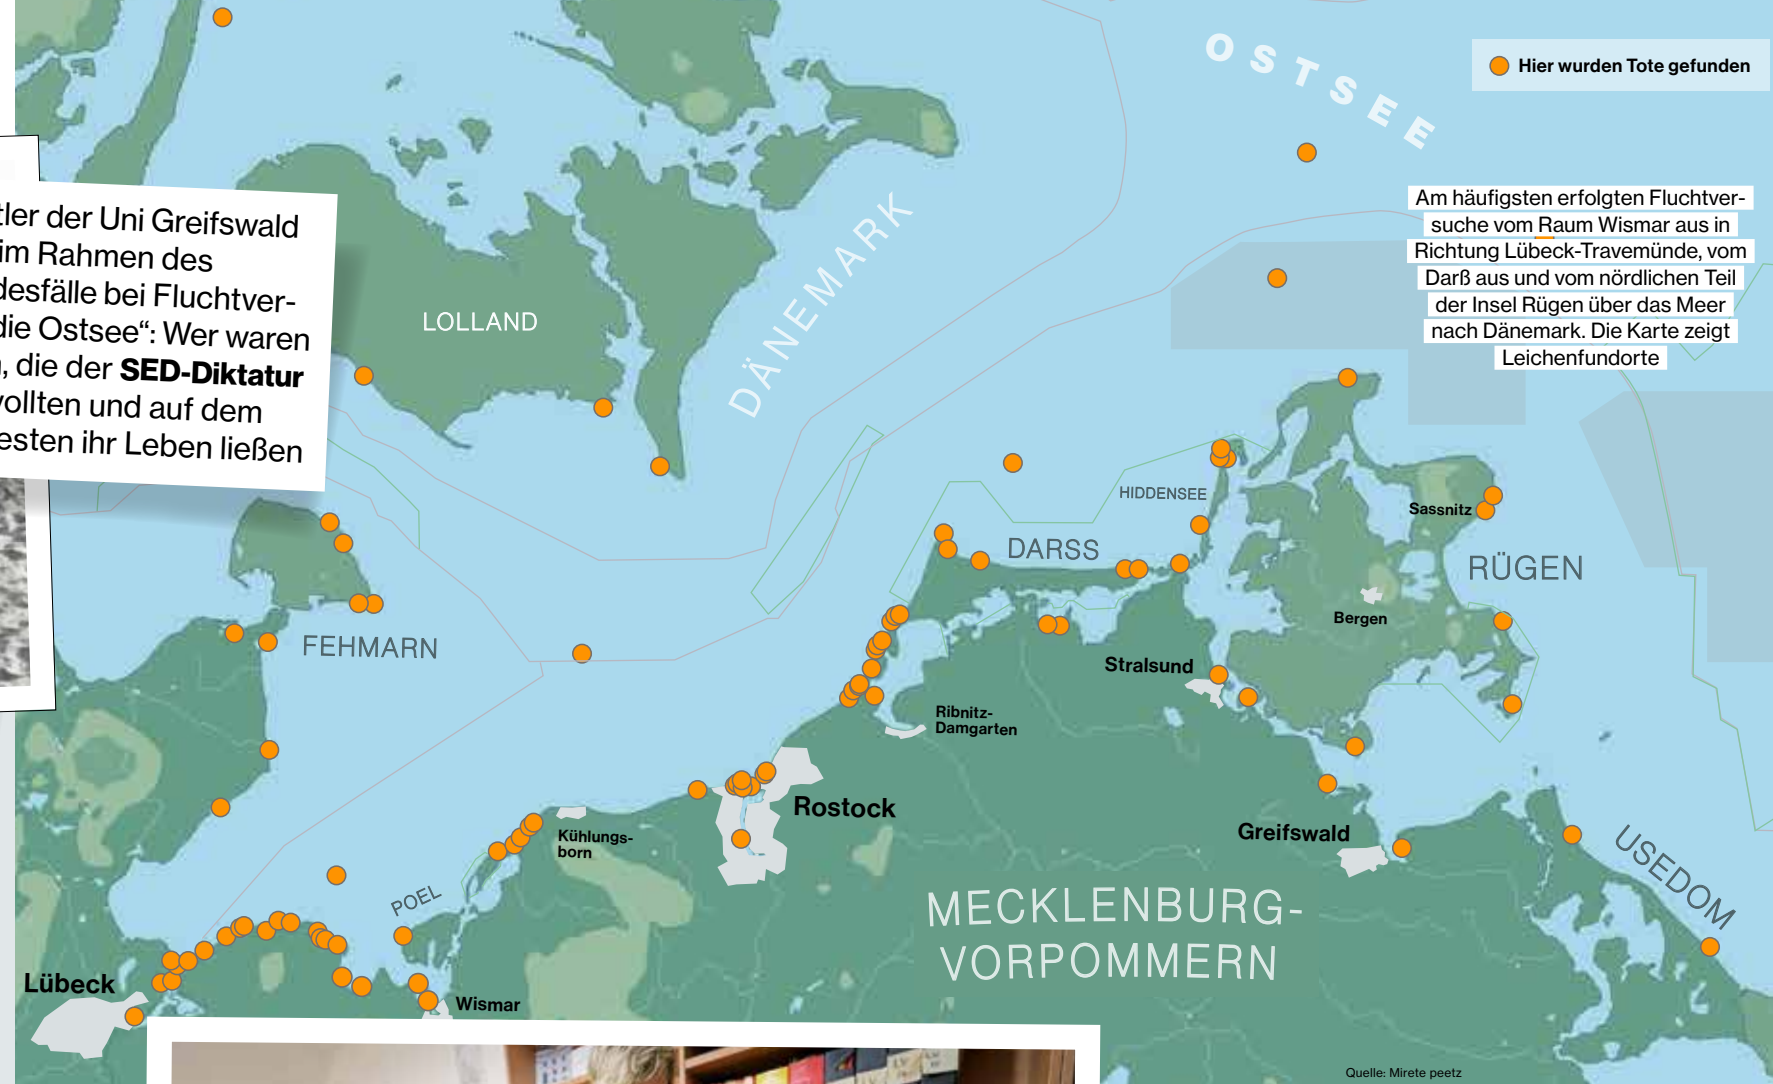 OSTSEE
Hier wurden Tote gefunden
Am häufigsten erfolgten Fluchtver-
suche vom Raum Wismar aus in
Richtung Lübeck-Travemünde, vom
Darß aus und vom nördlichen Teil
der Insel Rügen über das Meer
nach Dänemark. Die Karte zeigt
Leichenfundorte
der Uni Greifswald
im Rahmen des
bei Fluchtver-
die Ostsee“: Wer waren
, die der SED-Diktatur
und auf dem
ihr Leben ließen
LOLLAND
DÄNEMARK
HIDDENSEE
Sassnitz
DARSS
RÜGEN
Bergen
FEHMARN
Stralsund
Ribnitz-
Damgarten
Rostock
Kühlungs-
born
Greifswald
USEDOM
POEL
MECKLENBURG-
VORPOMMERN
Lübeck
Wismar
Quelle: Mirete peetz